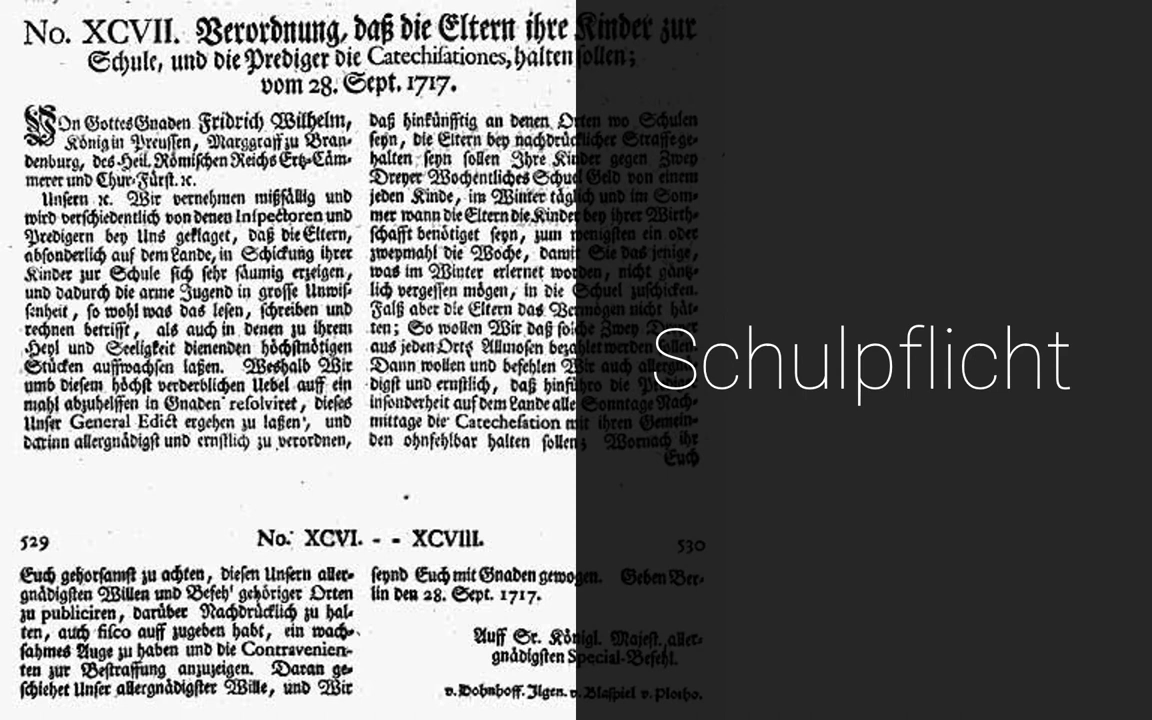 No. XCVII. Verordnung, daß die Eltern ihre Kinder zur
Schule, und die Prediger die Catechisationes, halten sollen;
vom 28. Sept. 1717.
VOn Gottes Gnaden Fridrich Wilhelm,
König in Preussen, Marggraff zu Bran-
denburg, des Heil. Römischen Reichs Ertz-Cäm-
merer und Chur-Fürst. ꝛc.
Unsern ꝛc. Wir vernehmen mißfällig und
wird verschiedentlich von denen Inspectoren und
Predigern bey Uns geklaget, daß die Eltern,
absonderlich auf dem Lande, in Schickung ihrer
Kinder zur Schule sich sehr säumig erzeigen,
und dadurch die arme Jugend in grosse Unwis-
senheit, so wohl was das lesen, schreiben und
rechnen betrifft, als auch in denen zu ihrem
Heyl und Seeligkeit dienenden höchstnötigen
Stücken auffwachsen laßen. Weshalb Wir
umb diesem höchst verderblichen Uebel auff ein
mahl abzuhelffen in Gnaden resolviret, dieses
Unser General Edict ergehen zu laßen, und
darinn allergnädigst und ernstlich zu verordnen,
daß hinkünfftig an denen Orten wo Schulen
seyn, die Eltern bey nachdrücklicher Straffe ge-
halten seyn sollen Ihre Kinder gegen Zwey
Dreyer Wochentliches Schuel Geld von einem
jeden Kinde, im Winter täglich und im Som-
mer wann die Eltern die Kinder bey ihrer Wirth-
schafft benötiget seyn, zum wenigsten ein oder
zweymahl die Woche, damit Sie das jenige,
was im Winter erlernet worden, nicht gäntz-
lich vergessen mögen, in die Schuel zuschicken.
Falß aber die Eltern das Vermögen nicht hät-
ten; So wollen Wir daß solche Zwey Dreyer
aus jeden Orts Allmosen bezahlet werden sollen.
Dann wollen und befehlen Wir auch allergnä-
digst und ernstlich, daß hinführo die Prediger
insonderheit auf dem Lande alle Sonntage Nach-
mittage die Catechesation mit ihren Gemein-
den ohnfehlbar halten sollen; Wornach ihr
Euch
Schulpflicht
529 No. XCVI. - - XCVIII. 530
Euch gehorsamst zu achten, diesen Unsern aller-
gnädigsten Willen und Befehl gehöriger Orten
zu publiciren, darüber Nachdrücklich zu hal-
ten, auch fisco auff zugeben habt, ein wach-
sahmes Auge zu haben und die Contravenien-
ten zur Bestraffung anzuzeigen. Daran ge-
schiehet Unser allergnädigster Wille, und Wir
seynd Euch mit Gnaden gewogen. Geben Ber-
lin den 28. Sept. 1717.
Auff Sr. Königl. Majest. aller-
gnädigsten Special-Befehl.
v. Dohnhoff. Ilgen. v. Blaspiel v. Plotho.